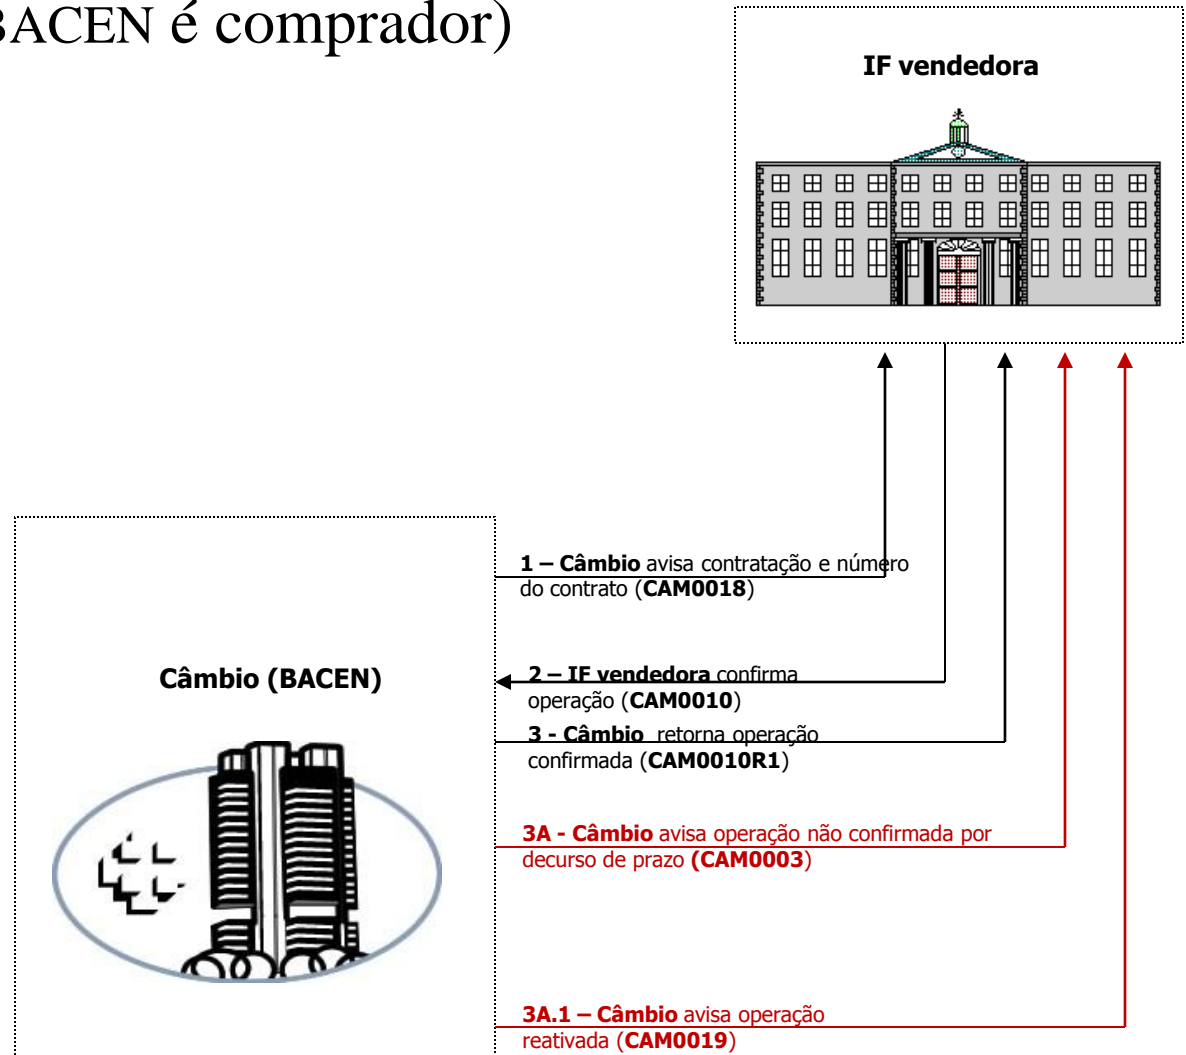 BACEN é comprador)
IF vendedora
1 – Câmbio avisa contratação e número
do contrato (CAM0018)
Câmbio (BACEN)
2 – IF vendedora confirma
operação (CAM0010)
3 - Câmbio retorna operação
confirmada (CAM0010R1)
3A - Câmbio avisa operação não confirmada por
decurso de prazo (CAM0003)
3A.1 – Câmbio avisa operação
reativada (CAM0019)